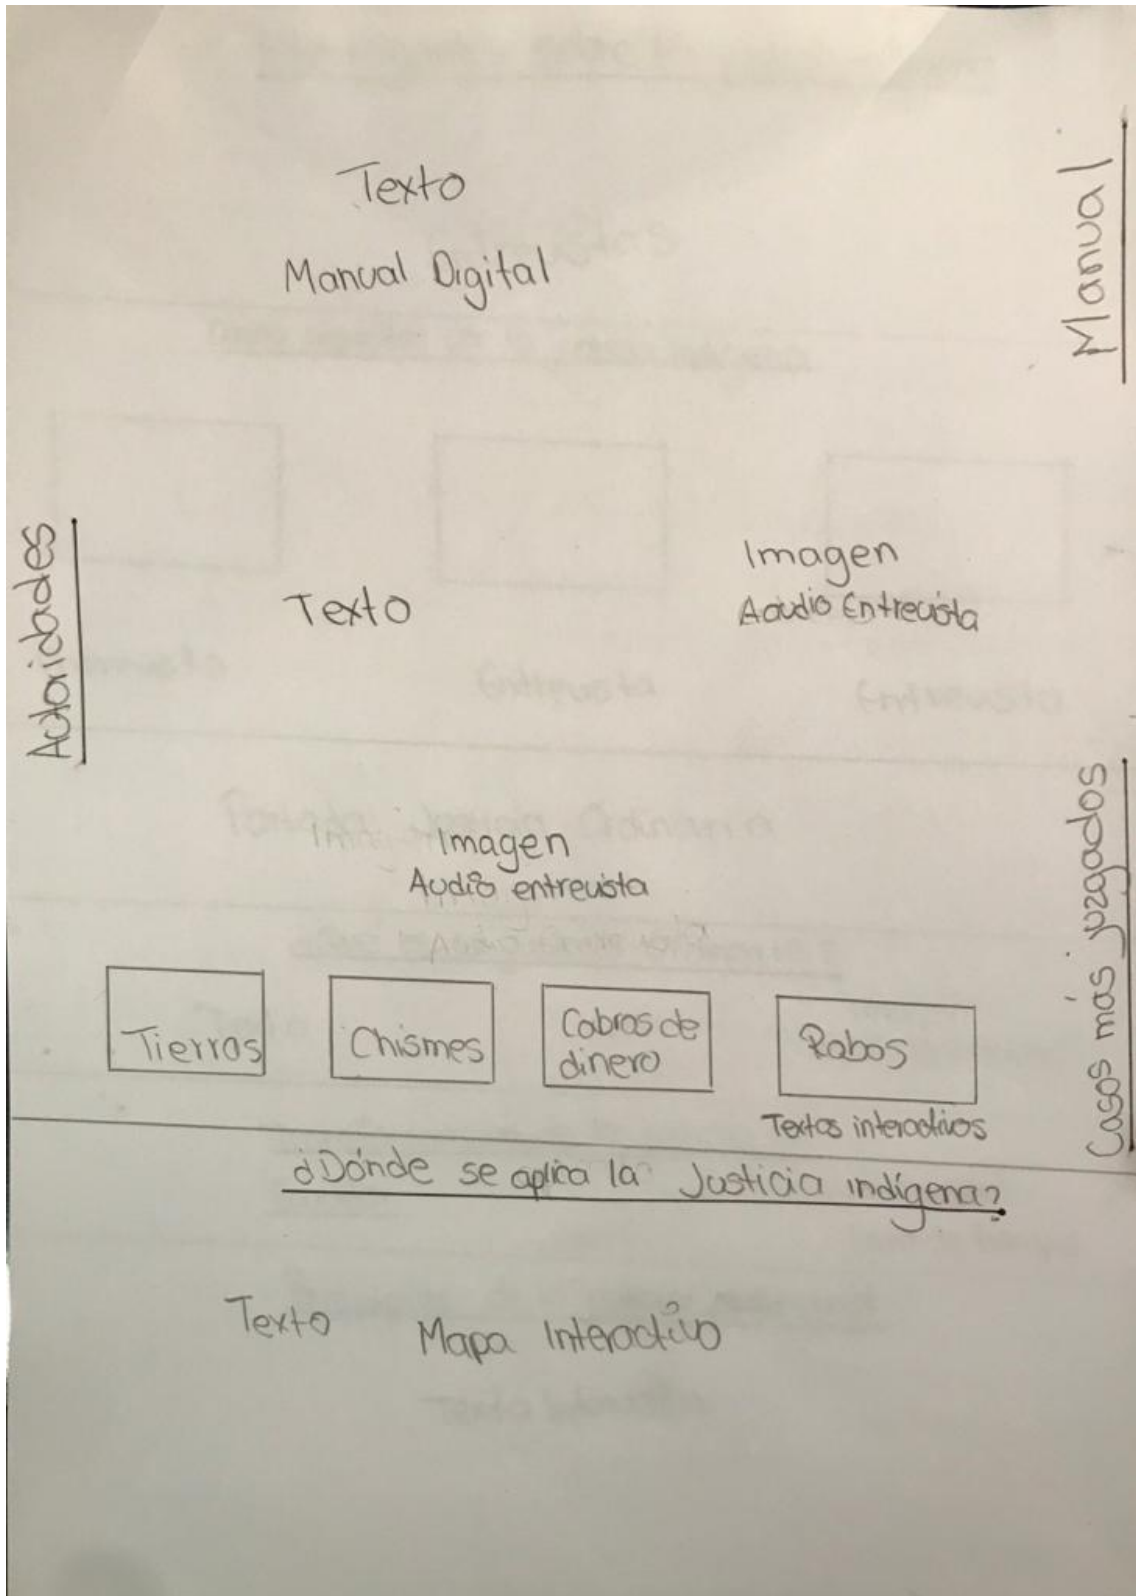 Manual
Texto
Manual Digital
Autoridades
Texto
Imagen
Aaudio Entrevista
Casos más juzgados
Imagen
Audio entrevista
Tierras
Chismes
Cobros de
dinero
Robos
Textos interactivos
¿Dónde se aplica la Justicia indígena?
Texto Mapa Interactivo